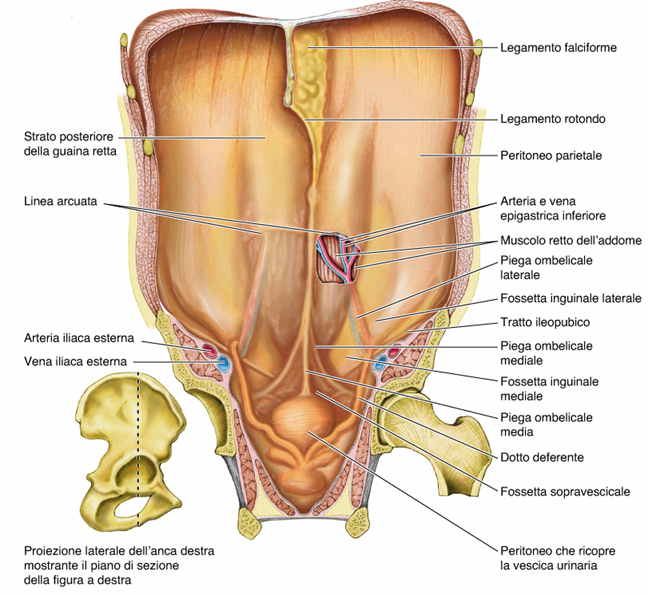 Legamento falciforme
Legamento rotondo
Strato posteriore
della guaina retta
Peritoneo parietale
Linea arcuata
Arteria e vena
epigastrica inferiore
Muscolo retto dell'addome
Piega ombelicale
laterale
Fossetta inguinale laterale
Tratto ileopubico
Arteria iliaca esterna
Vena iliaca esterna
Piega ombelicale
mediale
Fossetta inguinale
mediale
Piega ombelicale
media
Dotto deferente
Fossetta sopravescicale
Proiezione laterale dell'anca destra
mostrante il piano di sezione
della figura a destra
Peritoneo che ricopre
la vescica urinaria